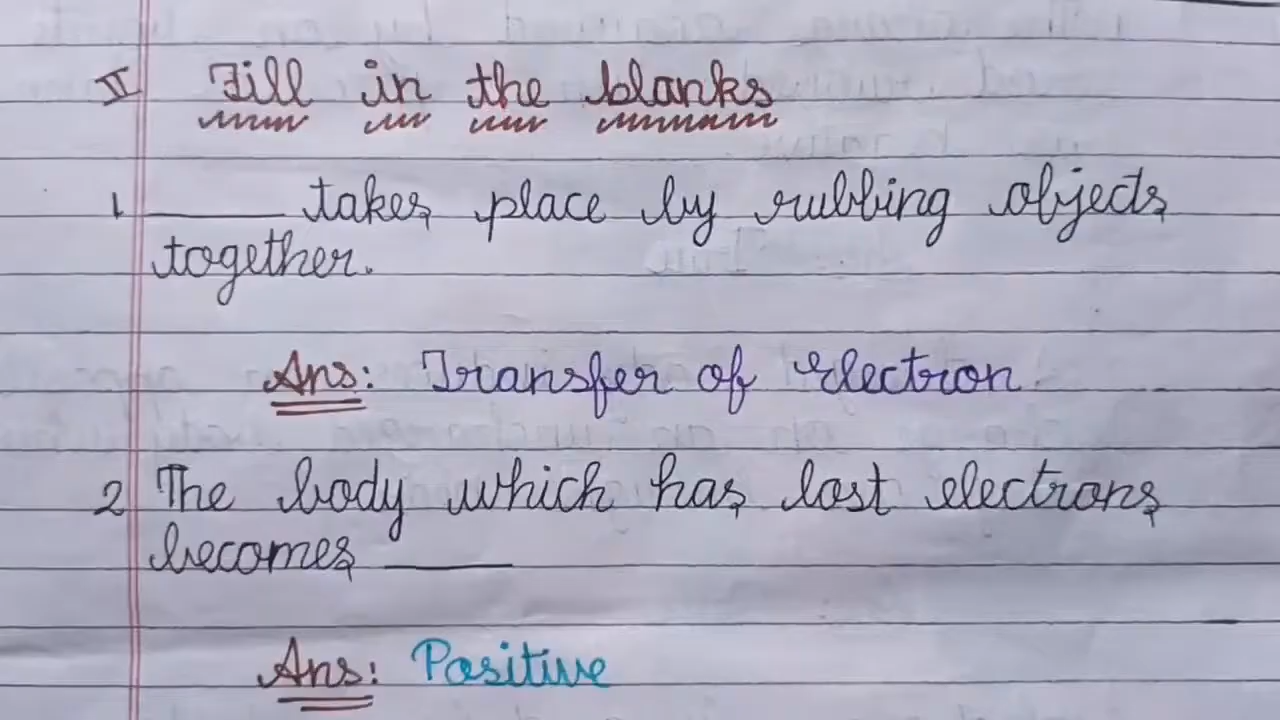 II Fill in the blanks
1. ______ takes place by rubbing objects
together.
Ans: Transfer of electron
2 The body which has lost electrons
becomes ______
Ans: Positive